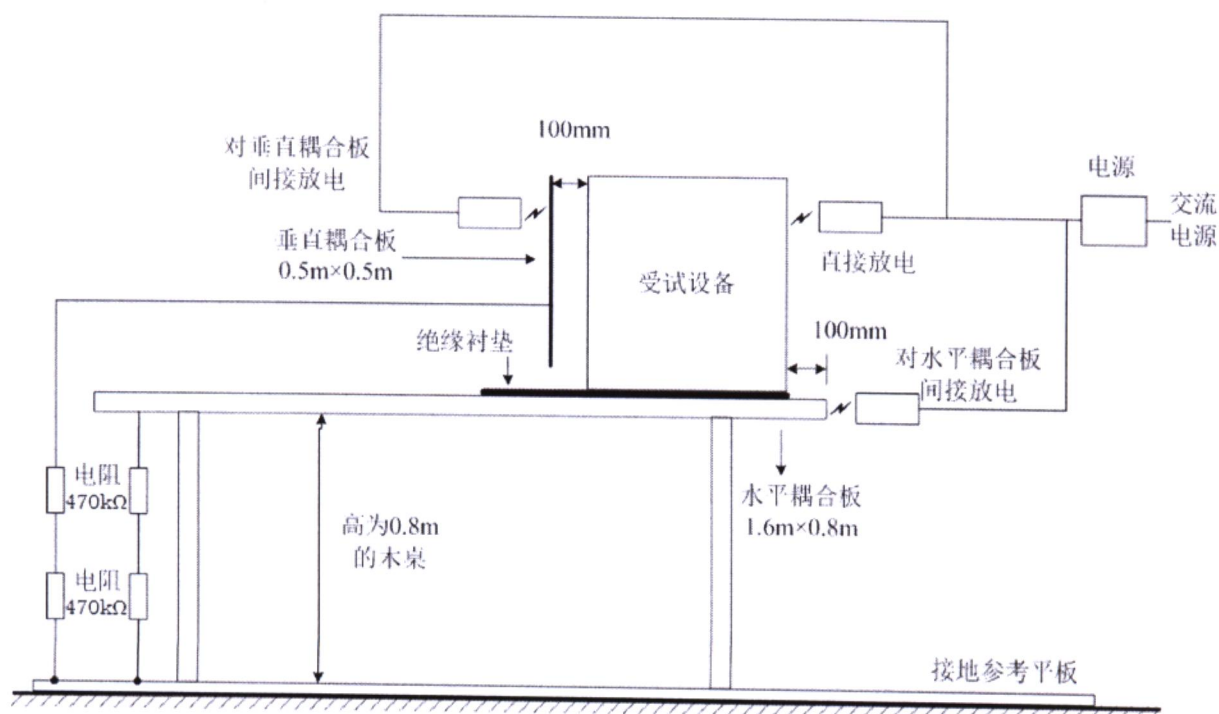 100mm
对垂直耦合板
间接放电
电源
交流
电源
垂直耦合板
0.5m×0.5m
直接放电
受试设备
绝缘衬垫
100mm
对水平耦合板
间接放电
电阻
470kΩ
水平耦合板
1.6m×0.8m
高为0.8m
的木桌
电阻
470kΩ
接地参考平板